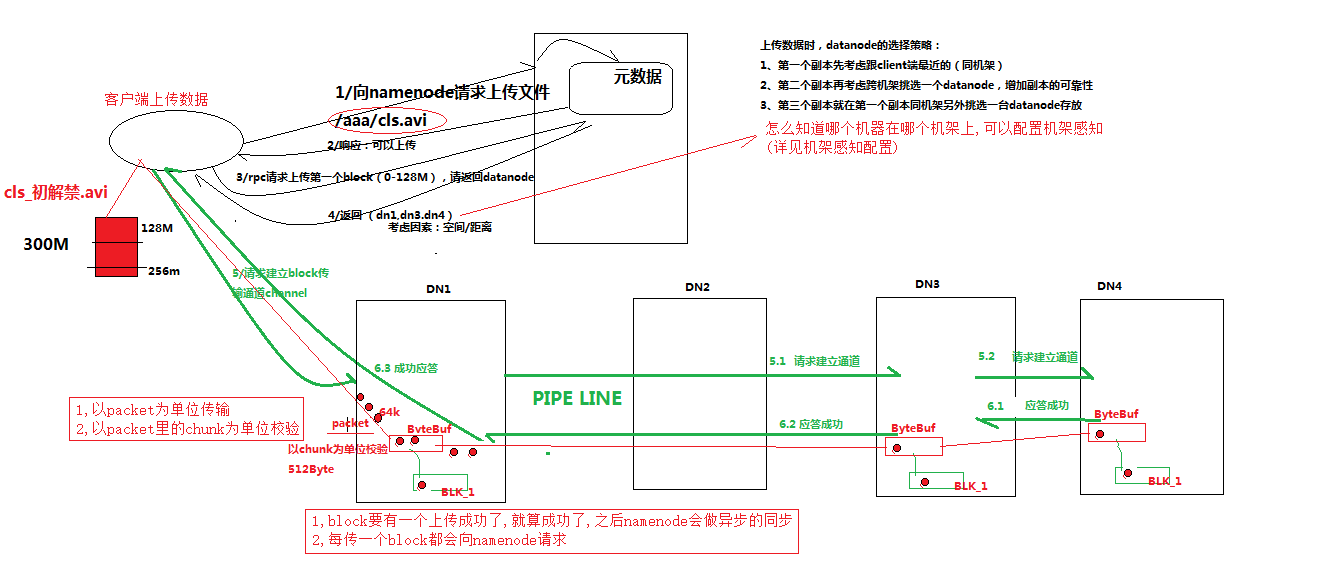 上传数据时，datanode的选择策略：
1、第一个副本先考虑跟client端最近的（同机架）
2、第二个副本再考虑跨机架挑选一个datanode，增加副本的可靠性
3、第三个副本就在第一个副本同机架另外挑选一台datanode存放
怎么知道哪个机器在哪个机架上,可以配置机架感知
(详见机架感知配置)
元数据
客户端上传数据
1/向namenode请求上传文件
/aaa/cls.avi
2/响应：可以上传
3/rpc请求上传第一个block（0-128M），请返回datanode
4/返回（dn1,dn3.dn4）
考虑因素：空间/距离
cls_初解禁.avi
300M
128M
256m
5/请求建立block传
输通道channel
DN1
DN2
DN3
DN4
5.1 请求建立通道
5.2 请求建立通道
6.3 成功应答
PIPE LINE
6.1 应答成功
6.2 应答成功
64k
packet
ByteBuf
ByteBuf
ByteBuf
以chunk为单位校验
512Byte
BLK_1
BLK_1
BLK_1
1,以packet为单位传输
2,以packet里的chunk为单位校验
1,block要有一个上传成功了,就算成功了,之后namenode会做异步的同步
2,每传一个block都会向namenode请求